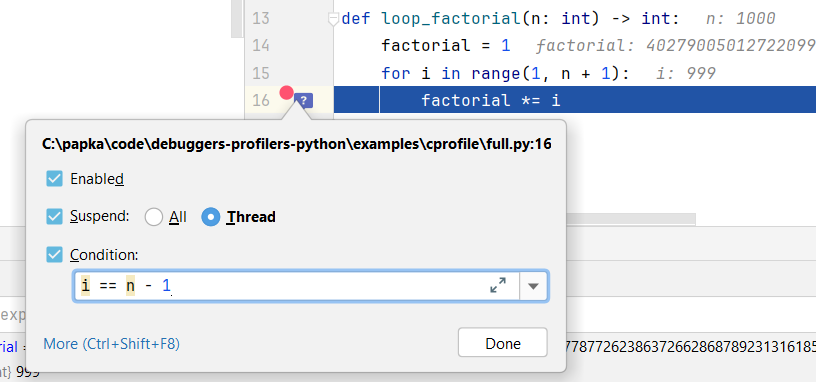 13 def loop_factorial(n: int) -> int: n: 1000
14 factorial = 1 factorial: 40279005012722099
15 for i in range(1, n + 1): i: 999
16 ? factorial *= i
C:\papka\code\debuggers-profilers-python\examples\cprofile\full.py:16
Enabled
Suspend: All Thread
Condition:
i == n - 1
More (Ctrl+Shift+F8) Done
exp
rial = 77877262386372662868789231316185
nt} 999